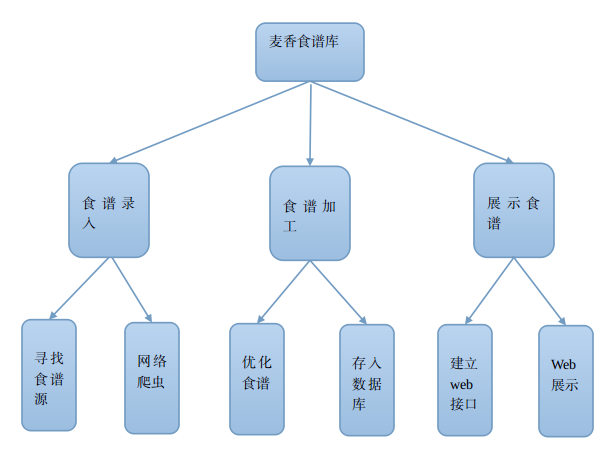 麦香食谱库
食谱录
入
食谱加
工
展示食
谱
寻找
食谱
源
网络
爬虫
优化
食谱
存入
数据
库
建立
web
接口
Web
展示